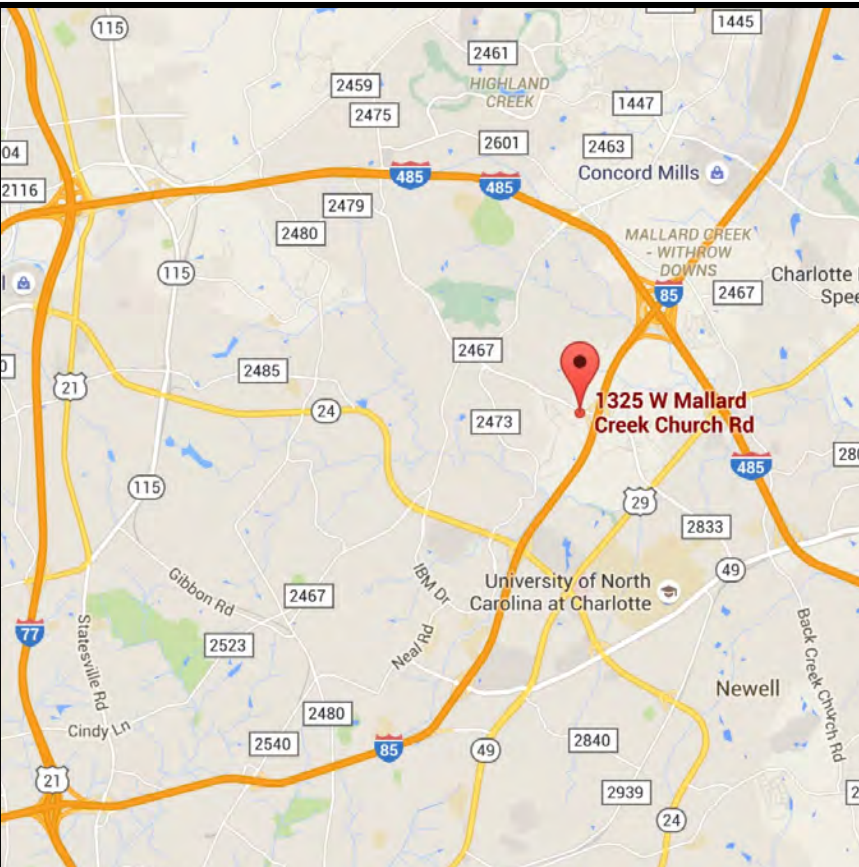 115
1445
2461
2459
HIGHLAND
CREEK
2475
1447
2601
2463
04
Concord Mills
485
485
2116
2479
2480
MALLARD CREEK
- WITHROW
DOWNS
115
Charlotte
Spee
85
2467
2467
21
2485
24
1325 W Mallard
Creek Church Rd
2473
485
280
115
29
2833
49
IBM Dr
University of North
Carolina at Charlotte
Gibbon Rd
2467
77
Statesville Rd
2523
Neal Rd
Back Creek Church Rd
Newell
Cindy Ln
2480
2540
85
49
2840
21
2939
2
24